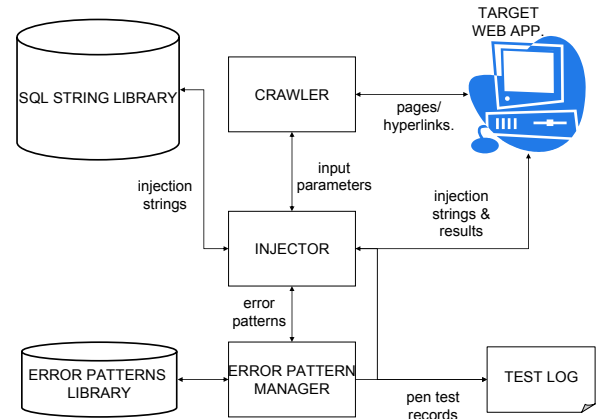 TARGET
WEB APP.
SQL STRING LIBRARY
CRAWLER
pages/
hyperlinks.
input
parameters
injection
strings
injection
strings &
results
INJECTOR
error
patterns
ERROR PATTERNS
LIBRARY
ERROR PATTERN
MANAGER
TEST LOG
pen test
records